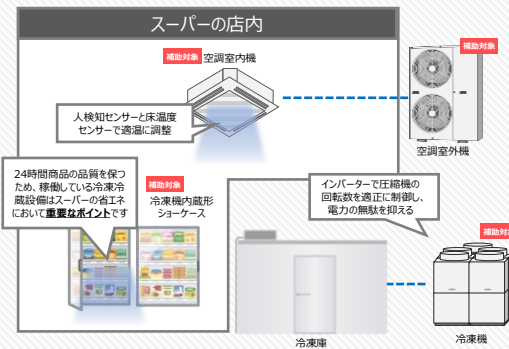 スーパーの店内
補助対象
空調室内機
補助対象
人検知センサーと床温度
センサーで適温に調整
空調室外機
24時間商品の品質を保つ
ため、稼働している冷凍冷
蔵設備はスーパーの省エネ
において重要なポイントです
補助対象
冷凍機内蔵形
ショーケース
インバーターで圧縮機の
回転数を適正に制御し、
電力の無駄を抑える
補助対象
冷凍庫
冷凍機